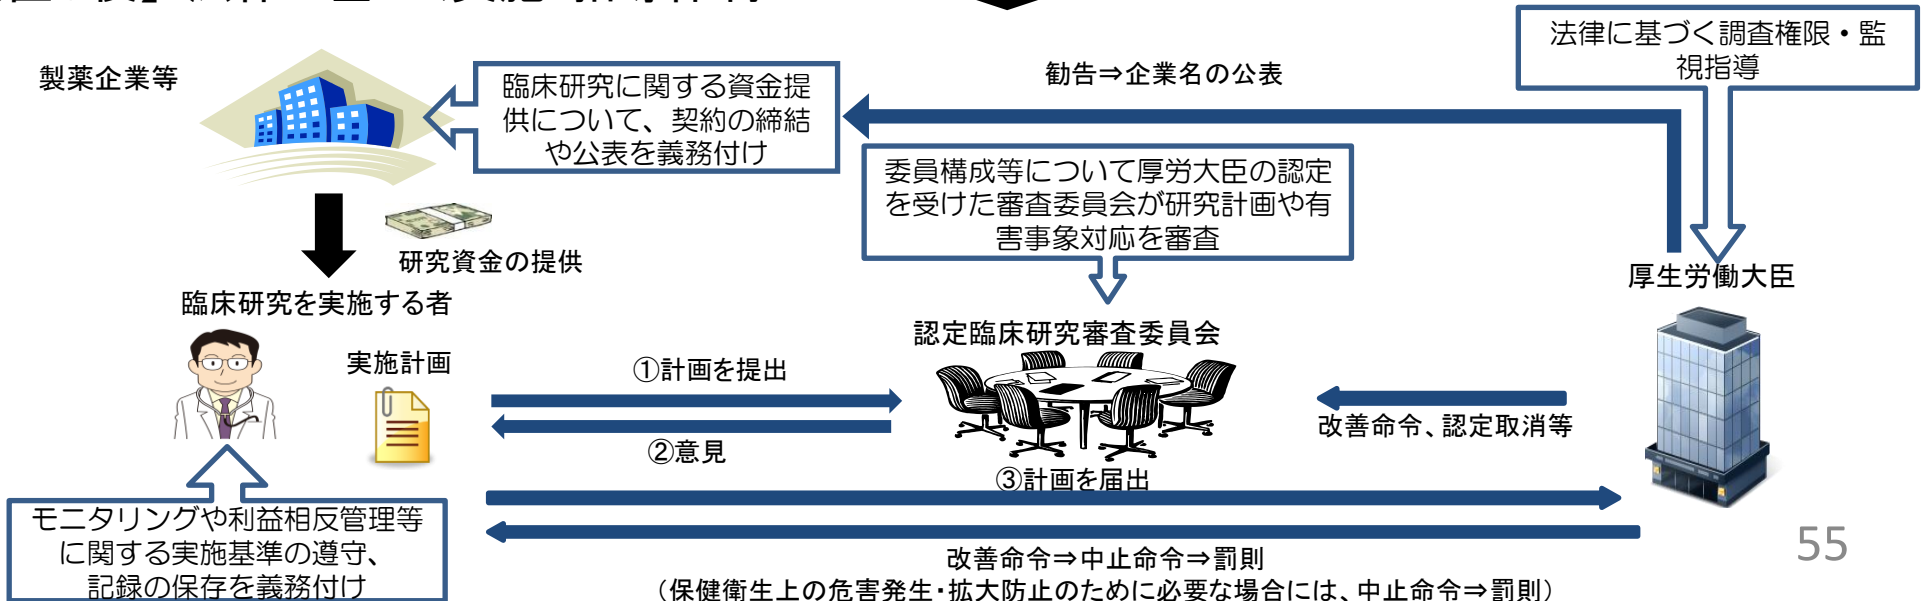 法律に基づく調査権限・監
視指導
製薬企業等
臨床研究に関する資金提
供について、契約の締結
や公表を義務付け
勧告⇒企業名の公表
委員構成等について厚労大臣の認定
を受けた審査委員会が研究計画や有
害事象対応を審査
研究資金の提供
臨床研究を実施する者
厚生労働大臣
実施計画
①計画を提出
認定臨床研究審査委員会
②意見
改善命令、認定取消等
③計画を届出
モニタリングや利益相反管理等
に関する実施基準の遵守、
記録の保存を義務付け
改善命令⇒中止命令⇒罰則
（保健衛生上の危害発生・拡大防止のために必要な場合には、中止命令⇒罰則）
55